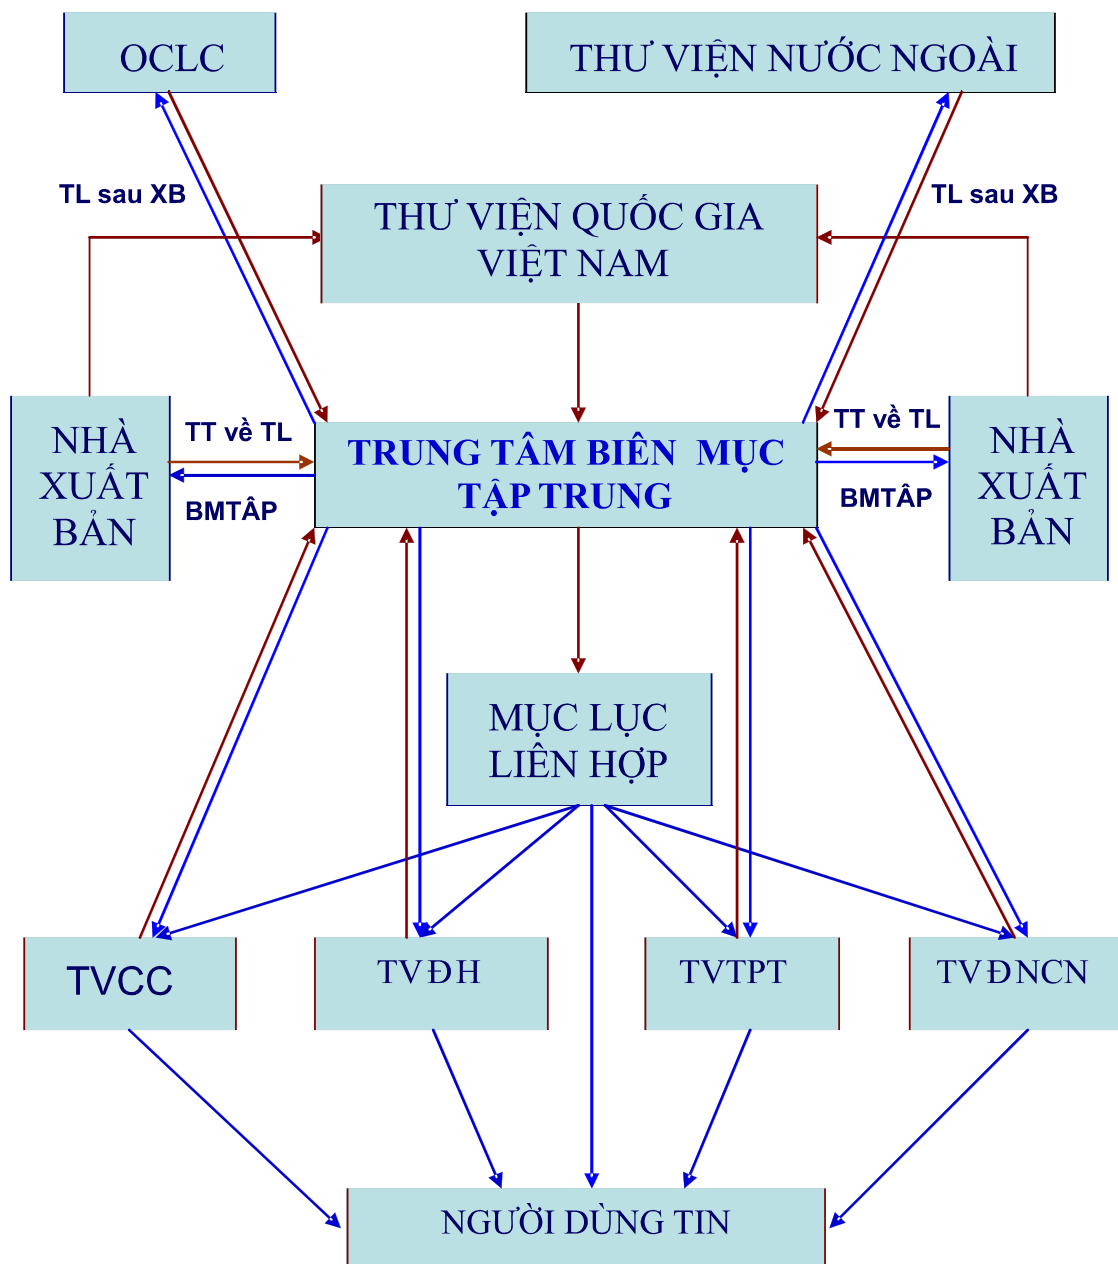 OCLC
THƯ VIỆN NƯỚC NGOÀI
TL sau XB
TL sau XB
THƯ VIỆN QUỐC GIA
VIỆT NAM
NHÀ
XUẤT
BẢN
TT về TL
BMTÂP
TRUNG TÂM BIÊN MỤC
TẬP TRUNG
TT về TL
BMTÂP
NHÀ
XUẤT
BẢN
MỤC LỤC
LIÊN HỢP
TVCC
TVĐH
TVTPT
TVĐNCN
NGƯỜI DÙNG TIN